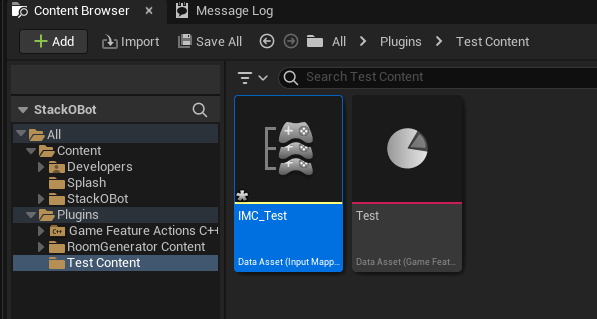 Content Browser
Message Log
Add
Import
Save All
All
Plugins
Test Content
StackOBot
Search Test Content
All
Content
Developers
Splash
StackOBot
Plugins
Game Feature Actions C++
RoomGenerator Content
Test Content
IMC_Test
Data Asset (Input Mapp...
Test
Data Asset (Game Feat...